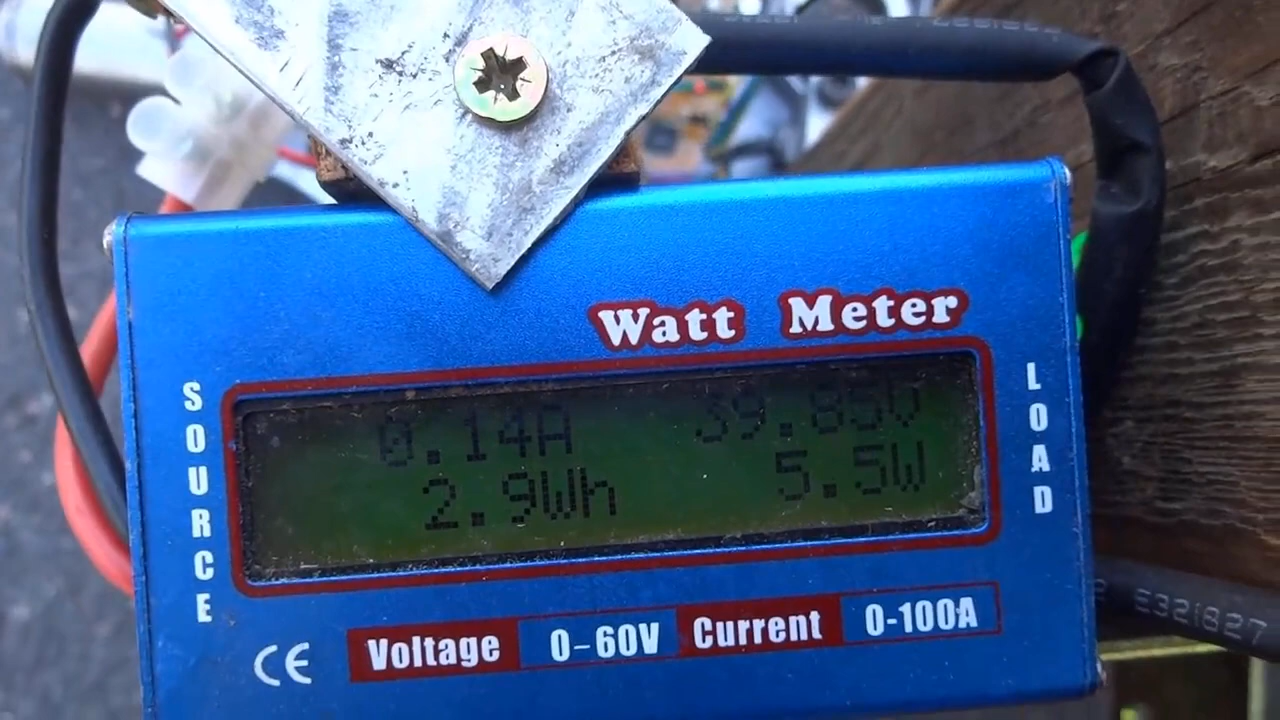 Watt Meter
SOURCE
0.14A 39.85V
2.9Wh 5.5W
LOAD
CE Voltage 0-60V Current 0-100A
E321827